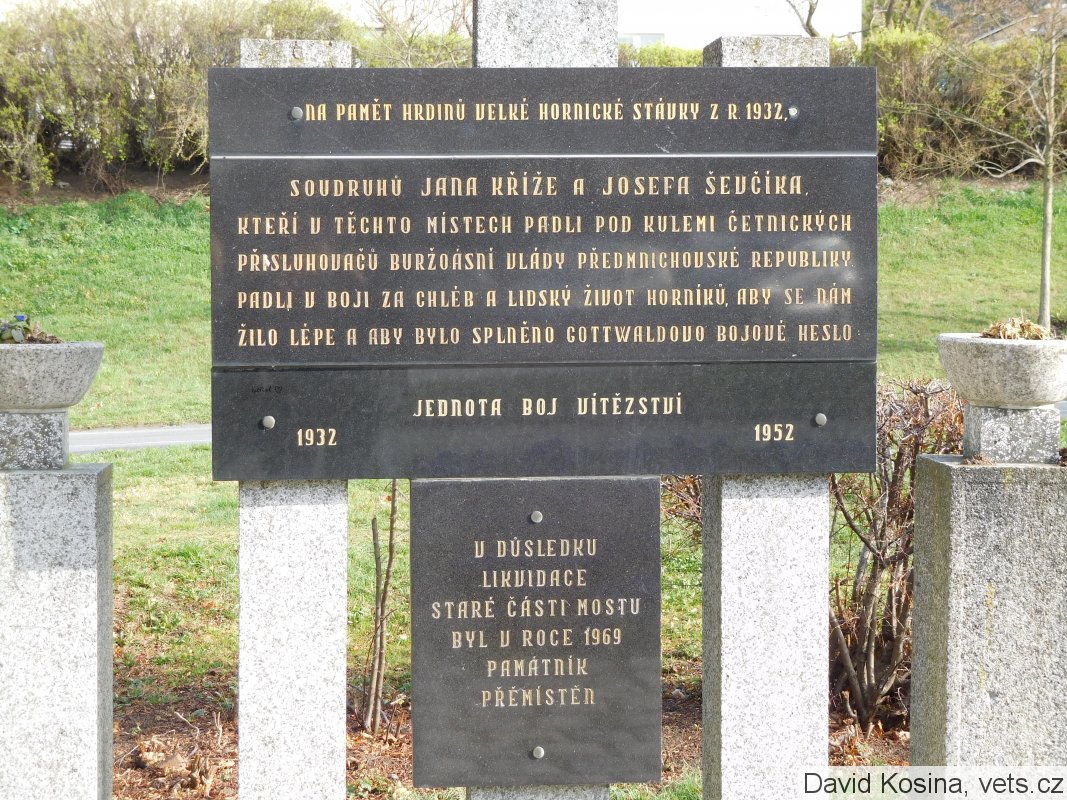 NA PAMĚT HRDINŮ VELKÉ HORNICKÉ STÁVKY Z R. 1932,
SOUDRUHŮ JANA KŘÍŽE A JOSEFA ŠEVČÍKA,
KTEŘÍ V TĚCHTO MÍSTECH PADLI POD KULEMI ČETNICKÝCH
PŘISLUHOVAČŮ BURŽOÁSNÍ VLÁDY PŘEDMNICHOVSKÉ REPUBLIKY.
PADLI V BOJI ZA CHLÉB A LIDSKÝ ŽIVOT HORNÍKŮ, ABY SE NÁM
ŽILO LÉPE A ABY BYLO SPLNĚNO GOTTWALDOVO BOJOVÉ HESLO
JEDNOTA BOJ VÍTĚZSTVÍ
1932 1952
V DŮSLEDKU
LIKVIDACE
STARÉ ČÁSTI MOSTU
BYL V ROCE 1969
PAMÁTNÍK
PŘEMÍSTĚN
David Kosina, vets.cz